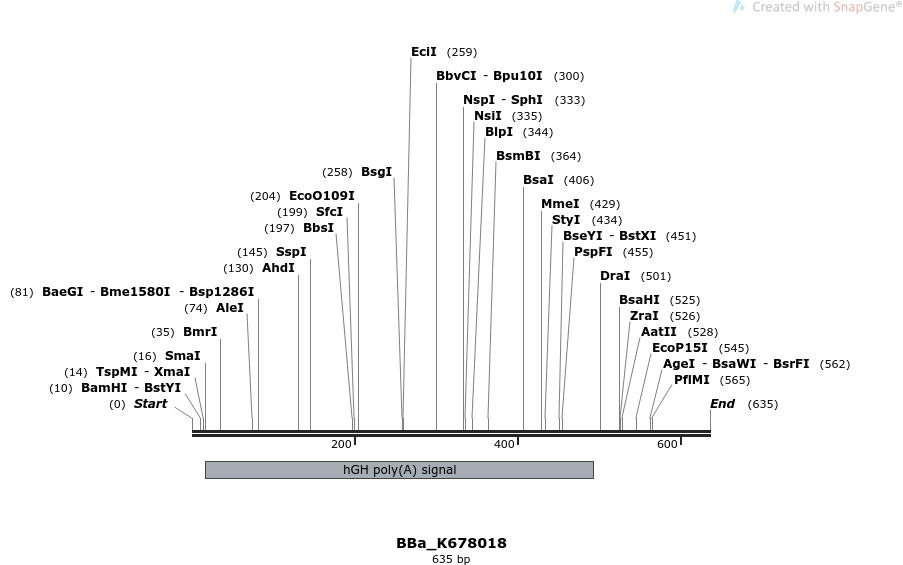 Created with SnapGene®
EciI (259)
BbvCI - Bpu10I (300)
NspI - SphI (333)
NsiI (335)
BlpI (344)
BsmBI (364)
(258) BsgI
BsaI (406)
(204) EcoO109I
MmeI (429)
(199) SfcI
StyI (434)
(197) BbsI
BseYI - BstXI (451)
(145) SspI
PspFI (455)
(130) AhdI
DraI (501)
(81) BaeGI - Bme1580I - Bsp1286I
BsaHI (525)
(74) AleI
ZraI (526)
(35) BmrI
AatII (528)
EcoP15I (545)
(16) SmaI
AgeI - BsaWI - BsrFI (562)
(14) TspMI - XmaI
PflMI (565)
(10) BamHI - BstYI
(0) Start
End (635)
200 400 600
hGH poly(A) signal
BBa_K678018
635 bp